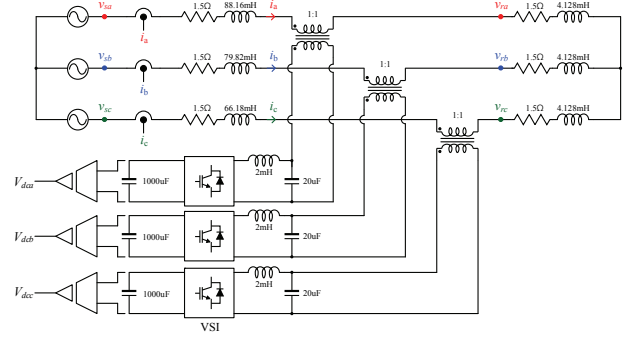 vsa 1.5Ω 88.16mH ia 1:1 vra 1.5Ω 4.128mH
ia
vsb 1.5Ω 79.82mH ib 1:1 vrb 1.5Ω 4.128mH
ib
vsc 1.5Ω 66.18mH ic 1:1 vrc 1.5Ω 4.128mH
ic
Vdca 1000uF 2mH 20uF
Vdcb 1000uF 2mH 20uF
Vdcc 1000uF 2mH 20uF
VSI